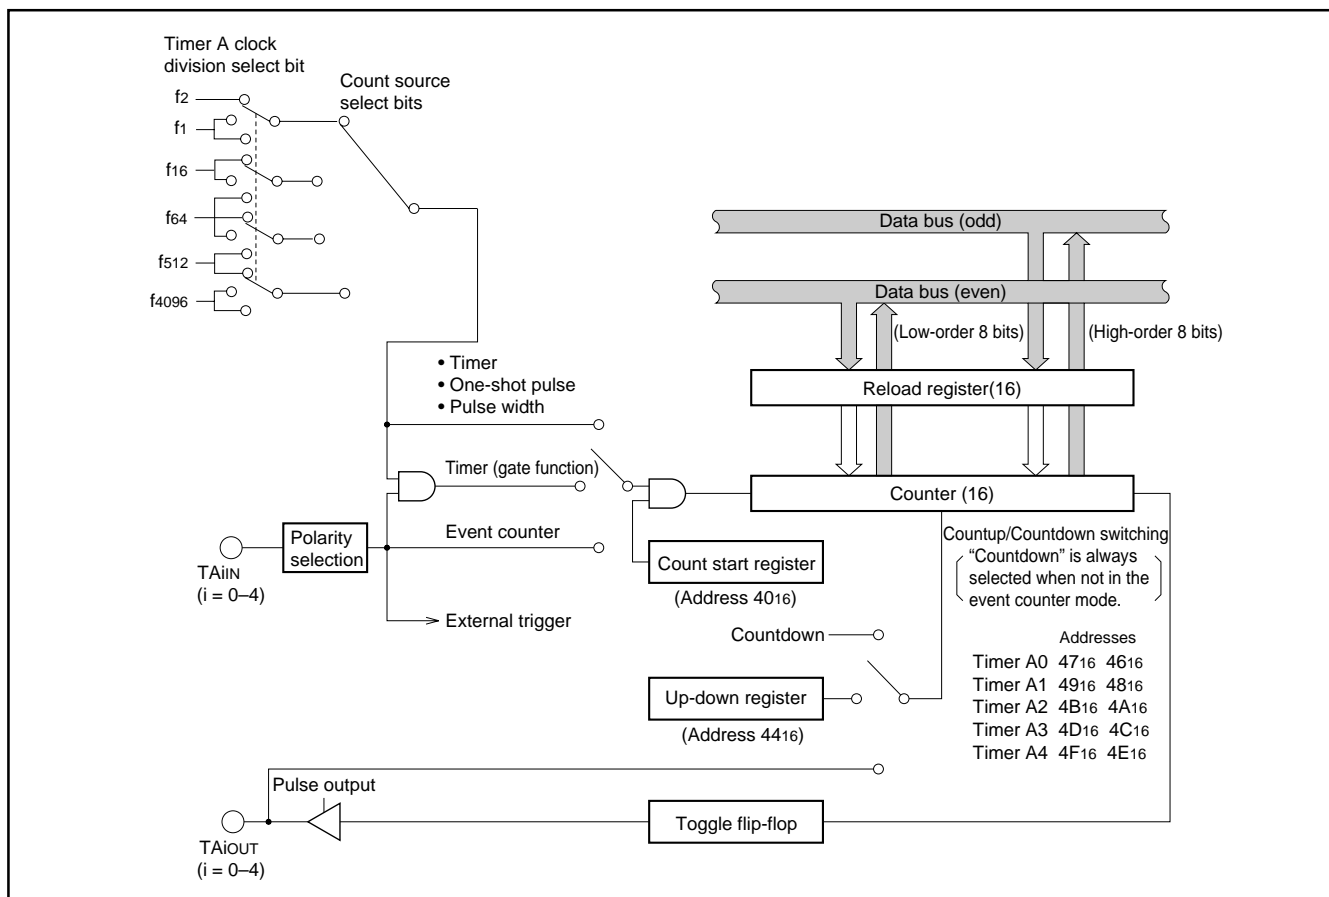 Timer A clock
division select bit
Count source
select bits
f2
f1
f16
f64
f512
f4096
Data bus (odd)
Data bus (even)
(Low-order 8 bits)
(High-order 8 bits)
• Timer
• One-shot pulse
• Pulse width
Reload register(16)
Timer (gate function)
Counter (16)
Polarity
selection
Event counter
TAiIN
(i = 0–4)
Count start register
(Address 4016)
Countup/Countdown switching
“Countdown” is always
selected when not in the
event counter mode.
External trigger
Countdown
Addresses
Timer A0 4716 4616
Timer A1 4916 4816
Timer A2 4B16 4A16
Timer A3 4D16 4C16
Timer A4 4F16 4E16
Up-down register
(Address 4416)
Pulse output
Toggle flip-flop
TAiOUT
(i = 0–4)